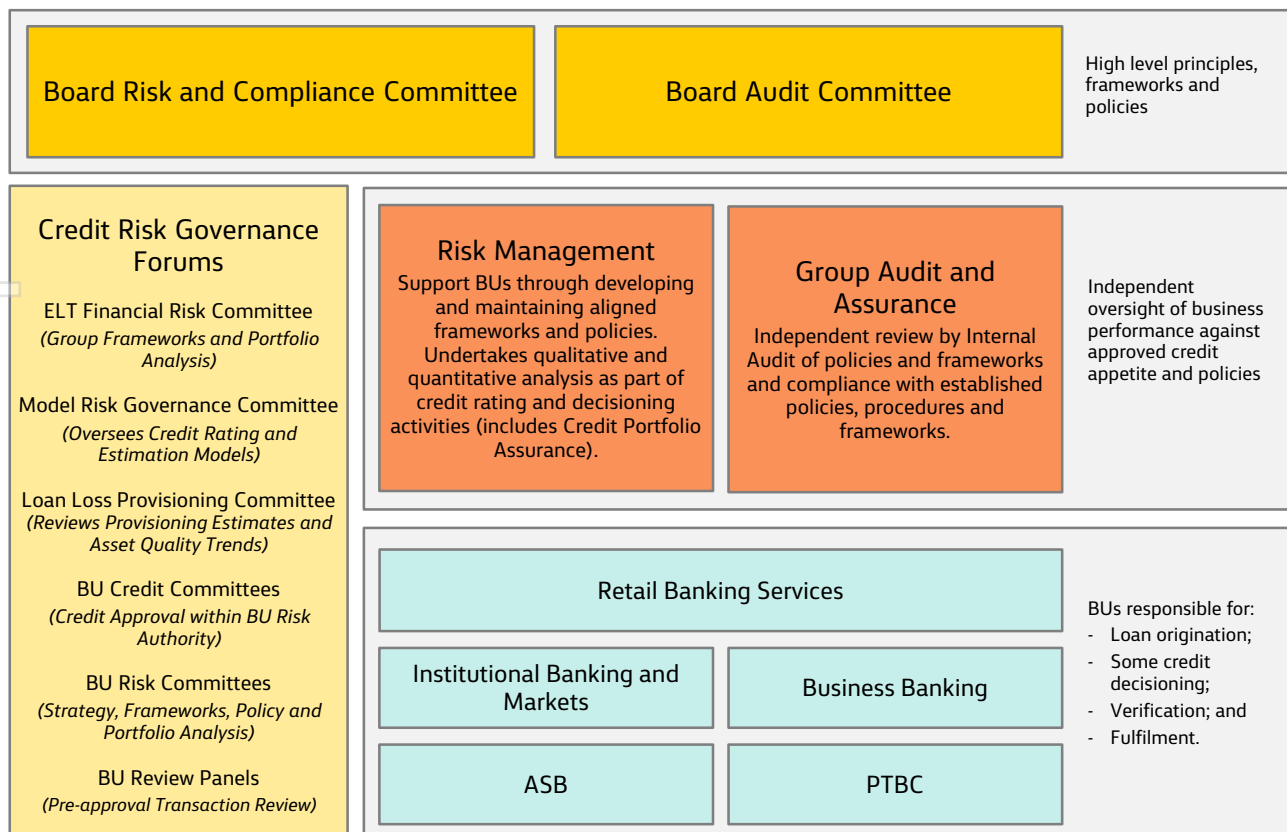 Board Risk and Compliance Committee
Board Audit Committee
High level principles,
frameworks and
policies
Credit Risk Governance
Forums
ELT Financial Risk Committee
(Group Frameworks and Portfolio
Analysis)
Model Risk Governance Committee
(Oversees Credit Rating and
Estimation Models)
Loan Loss Provisioning Committee
(Reviews Provisioning Estimates and
Asset Quality Trends)
BU Credit Committees
(Credit Approval within BU Risk
Authority)
BU Risk Committees
(Strategy, Frameworks, Policy and
Portfolio Analysis)
BU Review Panels
(Pre-approval Transaction Review)
Risk Management
Support BUs through developing
and maintaining aligned
frameworks and policies.
Undertakes qualitative and
quantitative analysis as part of
credit rating and decisioning
activities (includes Credit Portfolio
Assurance).
Group Audit and
Assurance
Independent review by Internal
Audit of policies and frameworks
and compliance with established
policies, procedures and
frameworks.
Independent
oversight of business
performance against
approved credit
appetite and policies
Retail Banking Services
Institutional Banking and
Markets
Business Banking
ASB
PTBC
BUs responsible for:
- Loan origination;
- Some credit
decisioning;
- Verification; and
- Fulfilment.